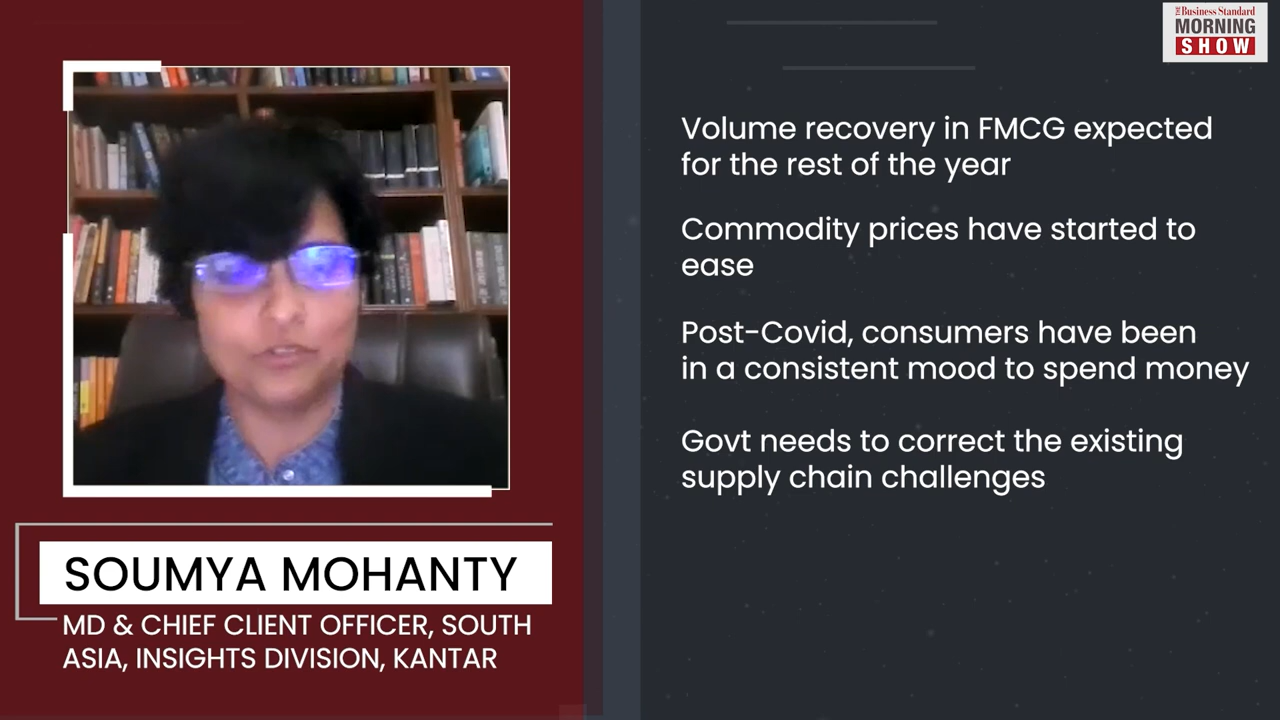 THE Business Standard
MORNING
SHOW
Volume recovery in FMCG expected
for the rest of the year
Commodity prices have started to
ease
Post-Covid, consumers have been
in a consistent mood to spend money
Govt needs to correct the existing
supply chain challenges
SOUMYA MOHANTY
MD & CHIEF CLIENT OFFICER, SOUTH
ASIA, INSIGHTS DIVISION, KANTAR